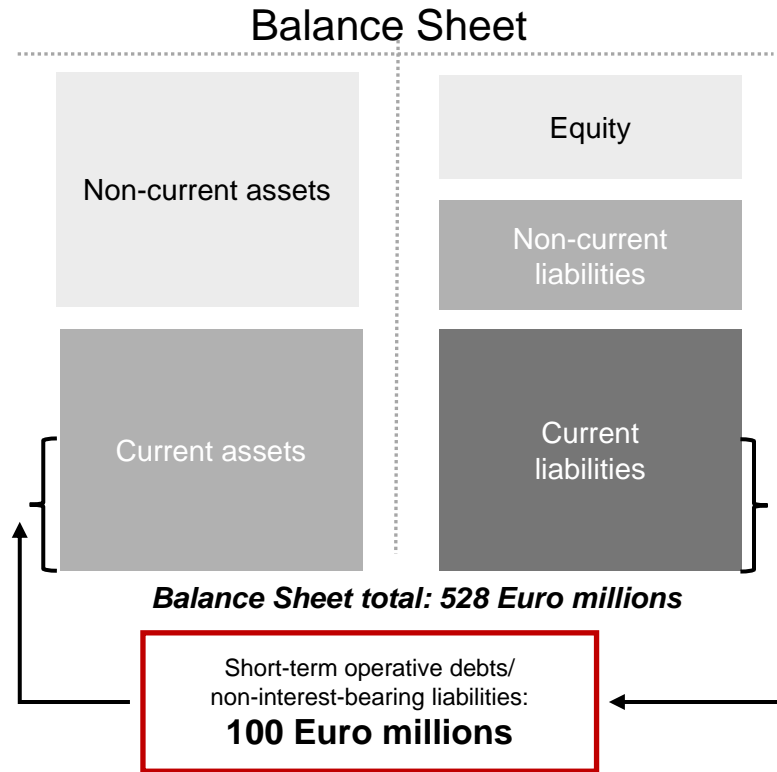 Balance Sheet
Non-current assets
Equity
Non-current
liabilities
Current assets
Current
liabilities
Balance Sheet total: 528 Euro millions
Short-term operative debts/
non-interest-bearing liabilities:
100 Euro millions